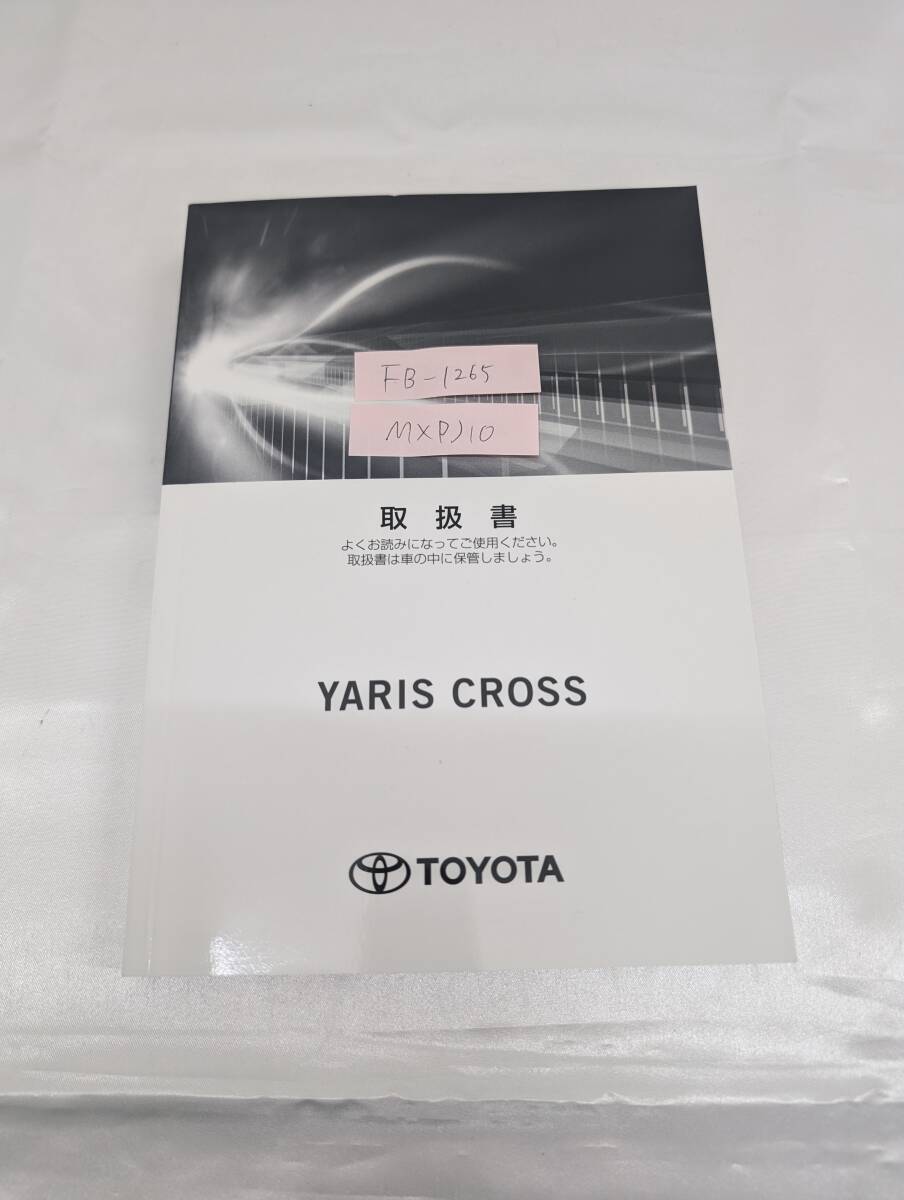 FB-1265
MXPJ10
取扱書
よくお読みになってご使用ください。
取扱書は車の中に保管しましょう。
YARIS CROSS
TOYOTA